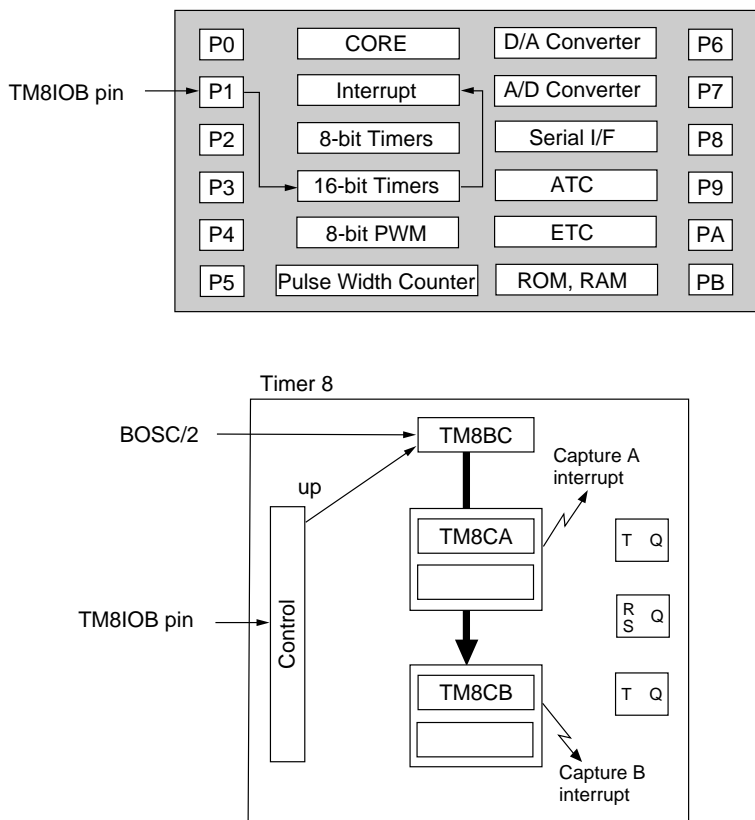 P0 CORE D/A Converter P6
TM8IOB pin P1 Interrupt A/D Converter P7
P2 8-bit Timers Serial I/F P8
P3 16-bit Timers ATC P9
P4 8-bit PWM ETC PA
P5 Pulse Width Counter ROM, RAM PB
Timer 8
BOSC/2 TM8BC
Capture A
interrupt
up
TM8CA T Q
TM8IOB pin Control
R
S Q
TM8CB T Q
Capture B
interrupt